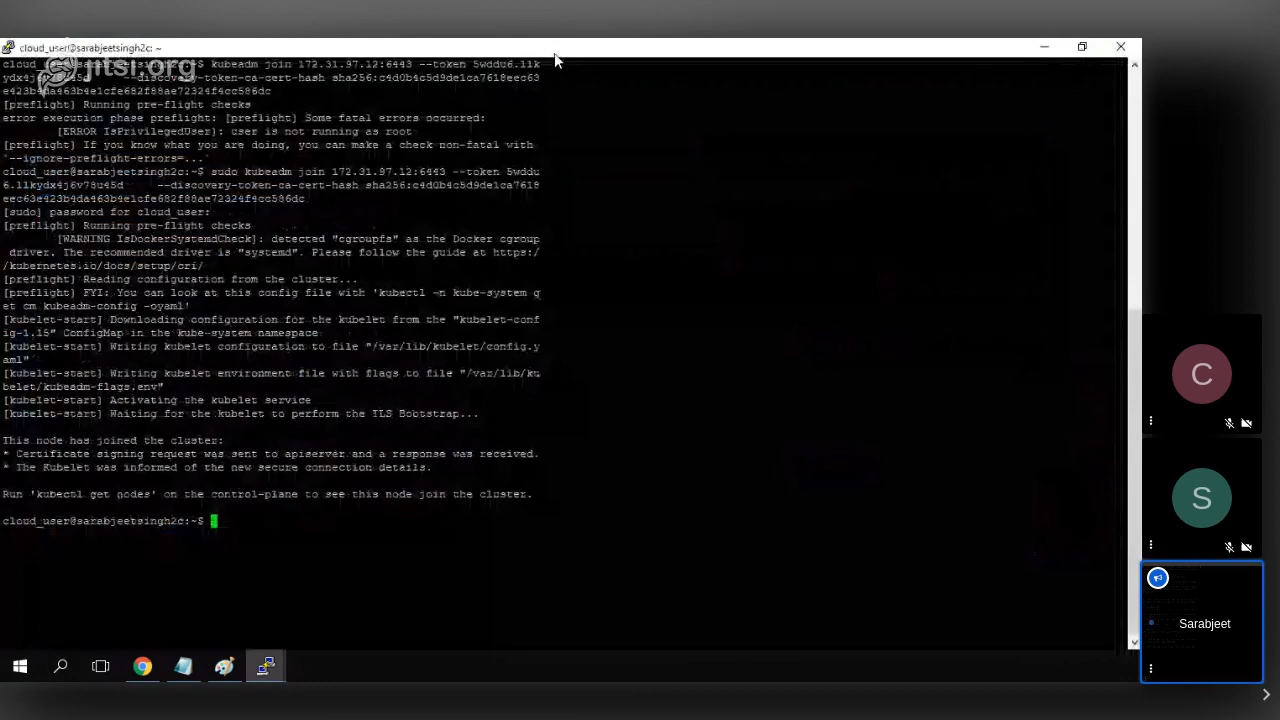 cloud_user@sarabjeetsingh2c: ~
jitsi.org
kubeadm join 172.31.97.12:6443 --token 5wddu6.11k
--discovery-token-ca-cert-hash sha256:c4d0b4c5d9de1ca7618eec63
e423b4da463b4e1cfe682f88ae72324f4cc586dc
[preflight] Running pre-flight checks
error execution phase preflight: [preflight] Some fatal errors occurred:
[ERROR IsPrivilegedUser]: user is not running as root
[preflight] If you know what you are doing, you can make a check non-fatal with
`--ignore-preflight-errors=...`
cloud_user@sarabjeetsingh2c:~$ sudo kubeadm join 172.31.97.12:6443 --token 5wddu
6.11kydx4j6v78u45d --discovery-token-ca-cert-hash sha256:c4d0b4c5d9de1ca7618
eec63e423b4da463b4e1cfe682f88ae72324f4cc586dc
[sudo] password for cloud_user:
[preflight] Running pre-flight checks
[WARNING IsDockerSystemdCheck]: detected "cgroupfs" as the Docker cgroup
driver. The recommended driver is "systemd". Please follow the guide at https:/
/kubernetes.io/docs/setup/cri/
[preflight] Reading configuration from the cluster...
[preflight] FYI: You can look at this config file with 'kubectl -n kube-system g
et cm kubeadm-config -oyaml'
[kubelet-start] Downloading configuration for the kubelet from the "kubelet-conf
ig-1.15" ConfigMap in the kube-system namespace
[kubelet-start] Writing kubelet configuration to file "/var/lib/kubelet/config.y
aml"
[kubelet-start] Writing kubelet environment file with flags to file "/var/lib/ku
belet/kubeadm-flags.env"
[kubelet-start] Activating the kubelet service
[kubelet-start] Waiting for the kubelet to perform the TLS Bootstrap...
This node has joined the cluster:
* Certificate signing request was sent to apiserver and a response was received.
* The Kubelet was informed of the new secure connection details.
Run 'kubectl get nodes' on the control-plane to see this node join the cluster.
cloud_user@sarabjeetsingh2c:~$
C
S
Sarabjeet